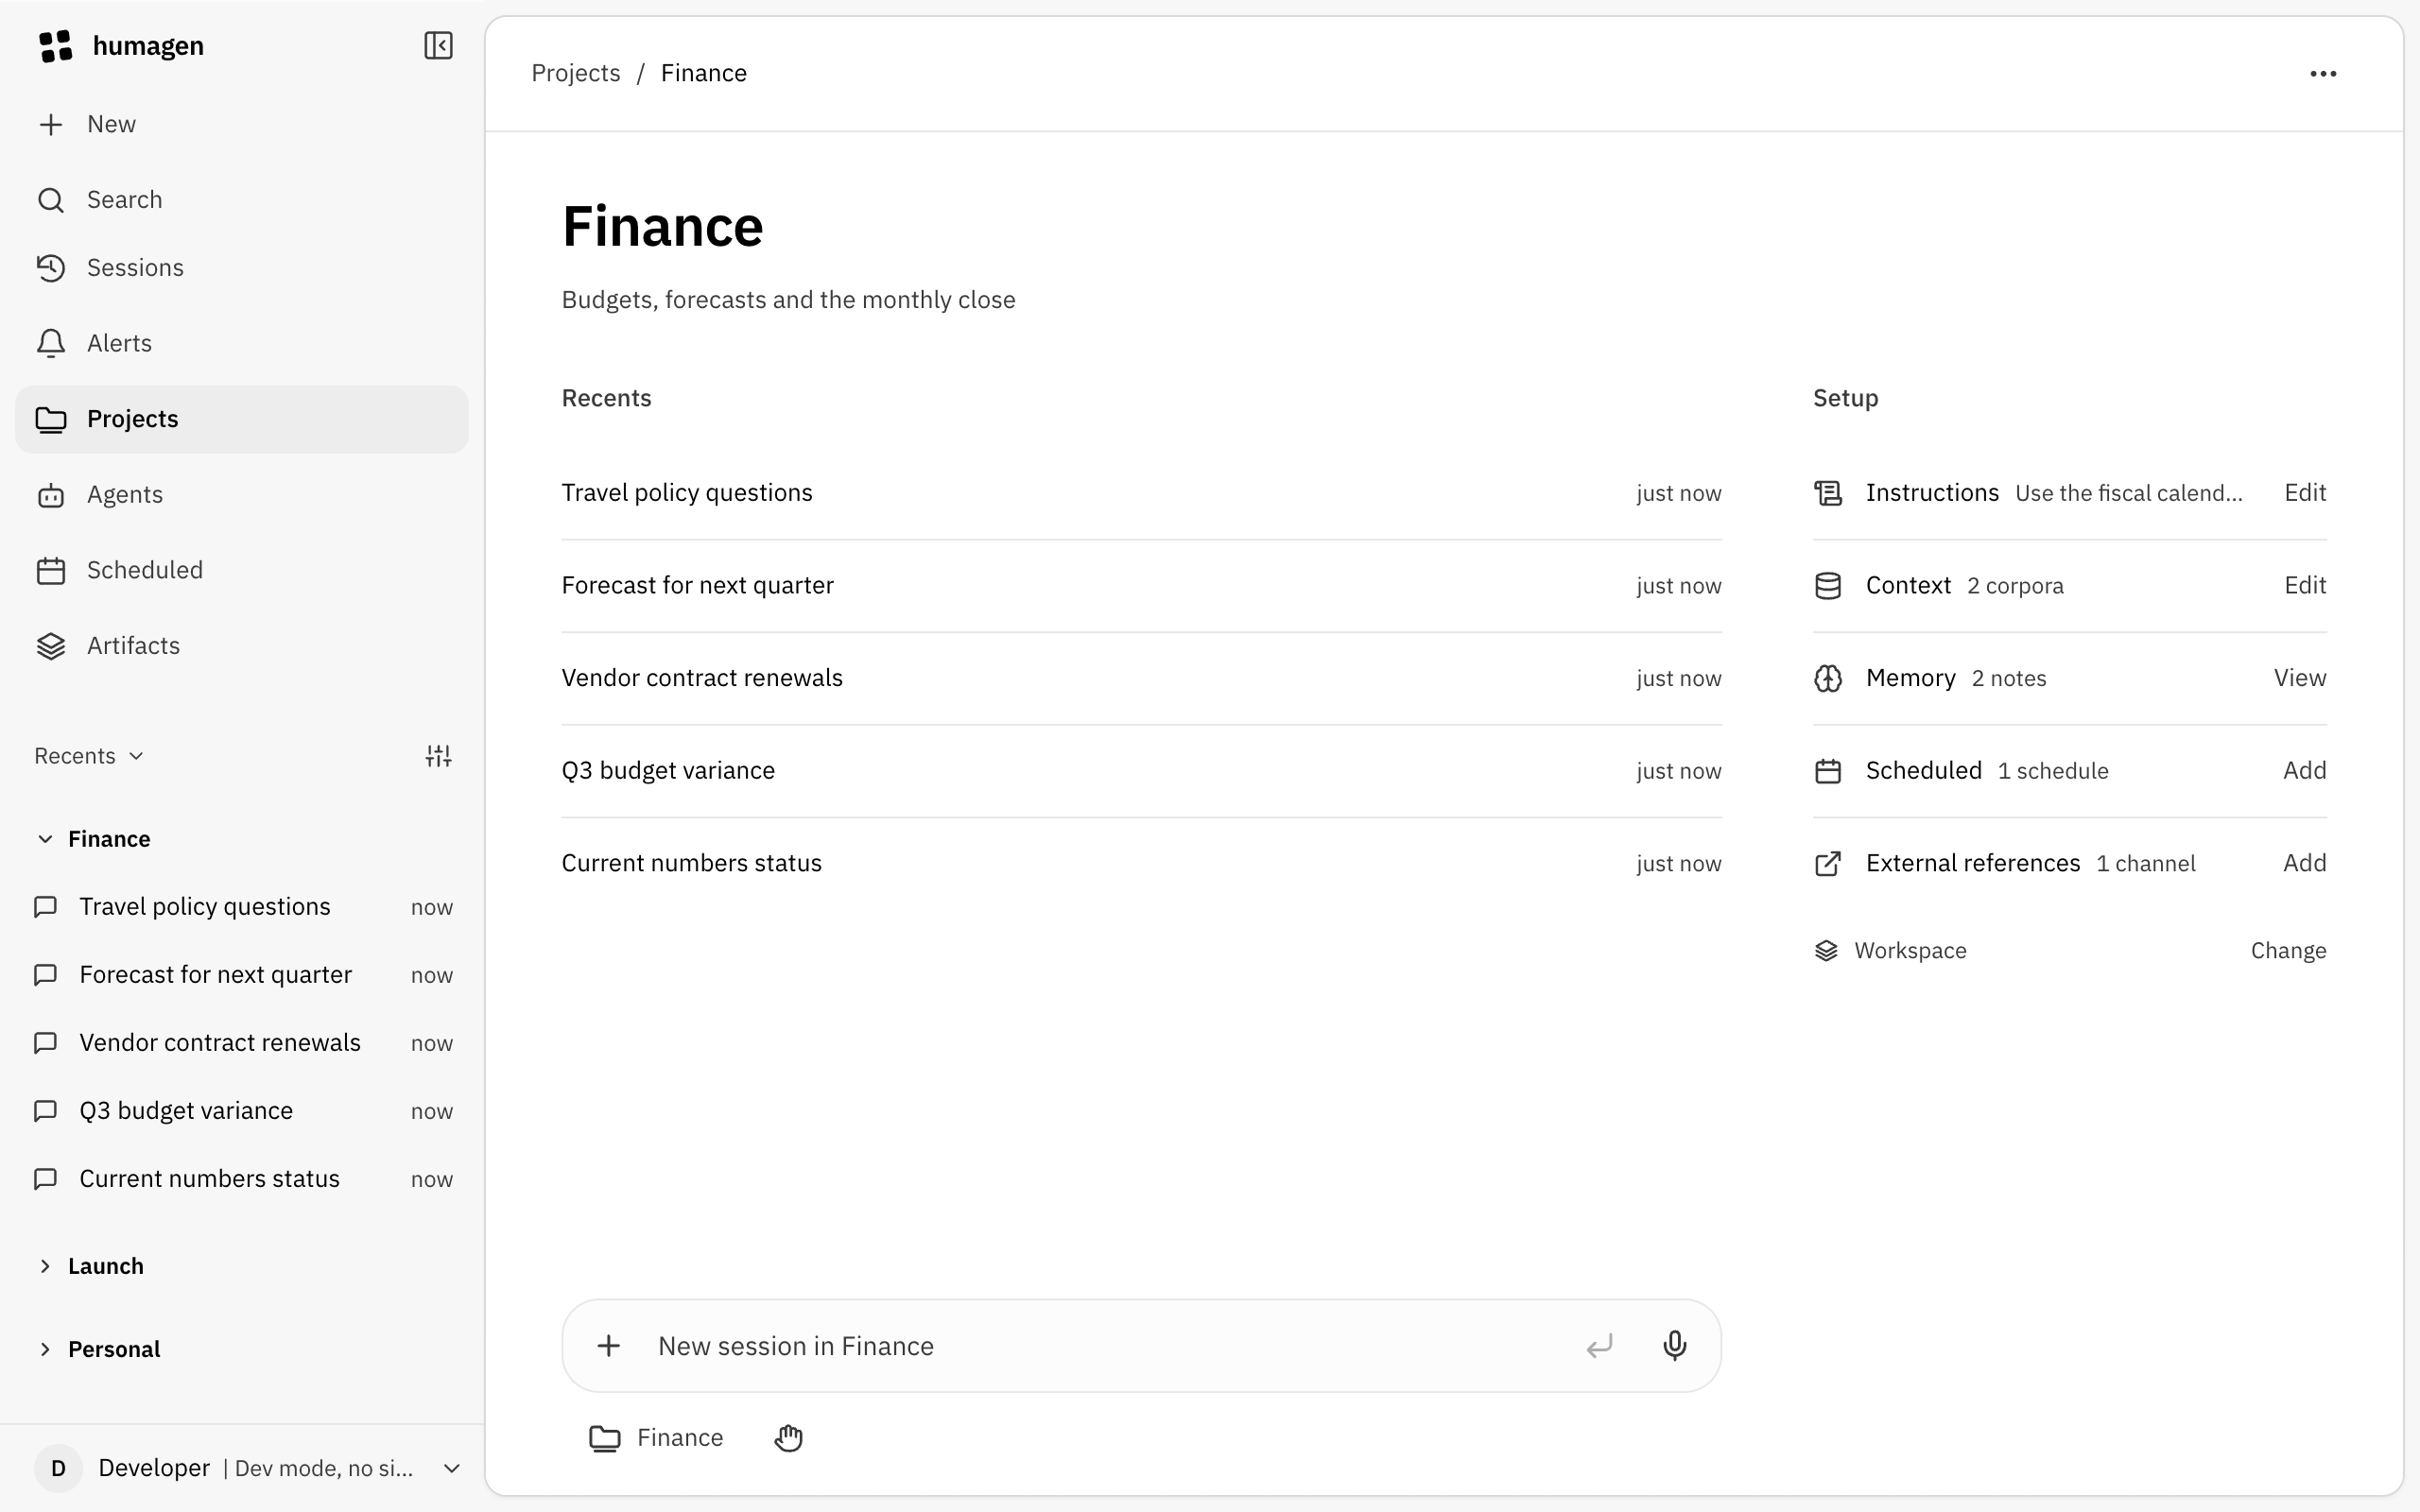 humagen
New
Search
Sessions
Alerts
Projects
Agents
Scheduled
Artifacts
Recents
Finance
Travel policy questions now
Forecast for next quarter now
Vendor contract renewals now
Q3 budget variance now
Current numbers status now
Launch
Personal
D Developer | Dev mode, no si...
Projects / Finance
Finance
Budgets, forecasts and the monthly close
Recents
Travel policy questions just now
Forecast for next quarter just now
Vendor contract renewals just now
Q3 budget variance just now
Current numbers status just now
Setup
Instructions Use the fiscal calend... Edit
Context 2 corpora Edit
Memory 2 notes View
Scheduled 1 schedule Add
External references 1 channel Add
Workspace Change
New session in Finance
Finance